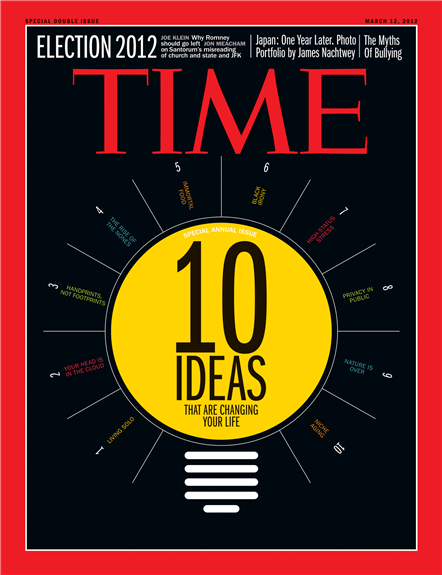 SPECIAL DOUBLE ISSUE
MARCH 12, 2012
ELECTION 2012
JOE KLEIN Why Romney
should go left JON MEACHAM
on Santorum's misreading
of church and state and JFK
Japan: One Year Later. Photo
Portfolio by James Nachtwey
The Myths
Of Bullying
TIME
SPECIAL ANNUAL ISSUE
10
IDEAS
THAT ARE CHANGING
YOUR LIFE
1
LIVING SOLO
2
YOUR HEAD IS
IN THE CLOUD
3
HANDPRINTS,
NOT FOOTPRINTS
4
THE RISE OF
THE NONES
5
IMMORTAL
FOOD
6
BLACK
IRONY
7
HIGH-STATUS
STRESS
8
PRIVACY IN
PUBLIC
9
NATURE IS
OVER
10
NICHE
AGING